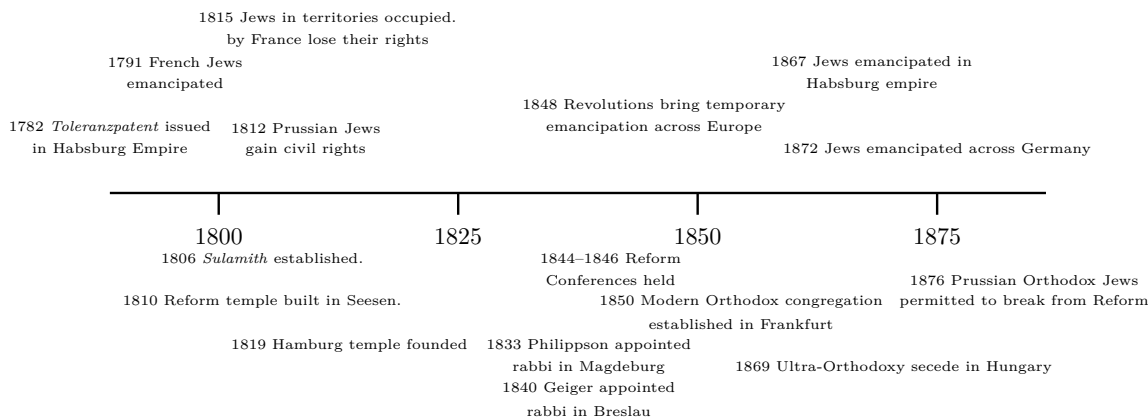 1815 Jews in territories occupied.
by France lose their rights
1791 French Jews
emancipated
1867 Jews emancipated in
Habsburg empire
1848 Revolutions bring temporary
emancipation across Europe
1782 Toleranzpatent issued
in Habsburg Empire
1812 Prussian Jews
gain civil rights
1872 Jews emancipated across Germany
1800
1825
1850
1875
1806 Sulamith established.
1844–1846 Reform
Conferences held
1876 Prussian Orthodox Jews
permitted to break from Reform
1810 Reform temple built in Seesen.
1850 Modern Orthodox congregation
established in Frankfurt
1819 Hamburg temple founded
1833 Philippson appointed
rabbi in Magdeburg
1869 Ultra-Orthodoxy secede in Hungary
1840 Geiger appointed
rabbi in Breslau